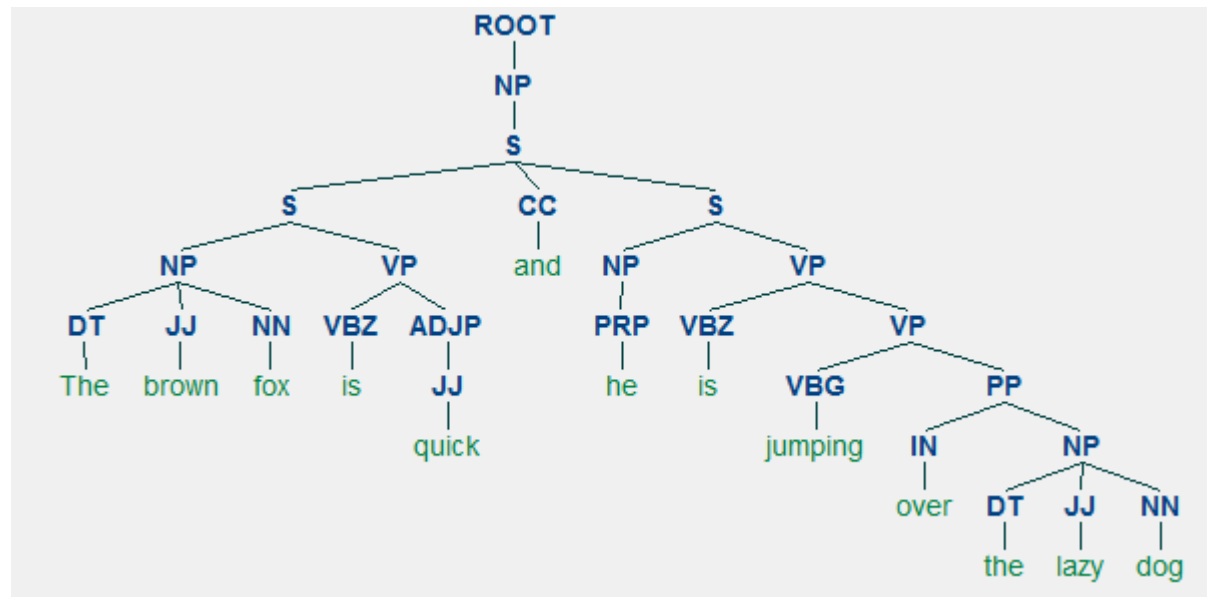 ROOT
NP
S
S CC S
NP VP and NP VP
DT JJ NN VBZ ADJP PRP VBZ VP
The brown fox is JJ he is VBG PP
quick jumping IN NP
over DT JJ NN
the lazy dog